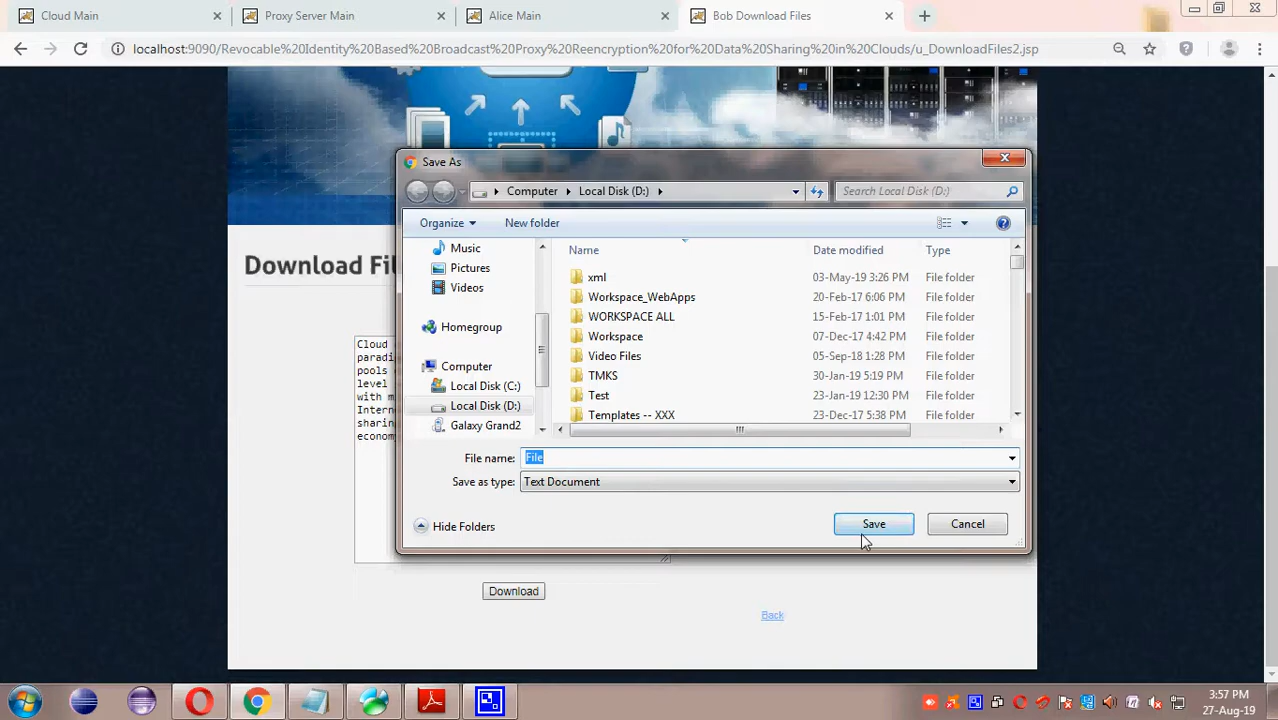 Cloud Main
Proxy Server Main
Alice Main
Bob Download Files
localhost:9090/Revocable%20Identity%20Based%20Broadcast%20Proxy%20Reencryption%20for%20Data%20Sharing%20in%20Clouds/u_DownloadFiles2.jsp
Save As
Computer
Local Disk (D:)
Search Local Disk (D:)
Organize
New folder
Music
Pictures
Videos
Homegroup
Computer
Local Disk (C:)
Local Disk (D:)
Galaxy Grand2
Name Date modified Type
xml 03-May-19 3:26 PM File folder
Workspace_WebApps 20-Feb-17 6:06 PM File folder
WORKSPACE ALL 15-Feb-17 1:01 PM File folder
Workspace 07-Dec-17 4:42 PM File folder
Video Files 05-Sep-18 1:28 PM File folder
TMKS 30-Jan-19 5:19 PM File folder
Test 23-Jan-19 12:30 PM File folder
Templates -- XXX 23-Dec-17 5:38 PM File folder
File name: File
Save as type: Text Document
Hide Folders
Save
Cancel
Download Fil
Cloud
paradi
pools
level
with m
Intern
sharin
econom
Download
Back
3:57 PM
27-Aug-19